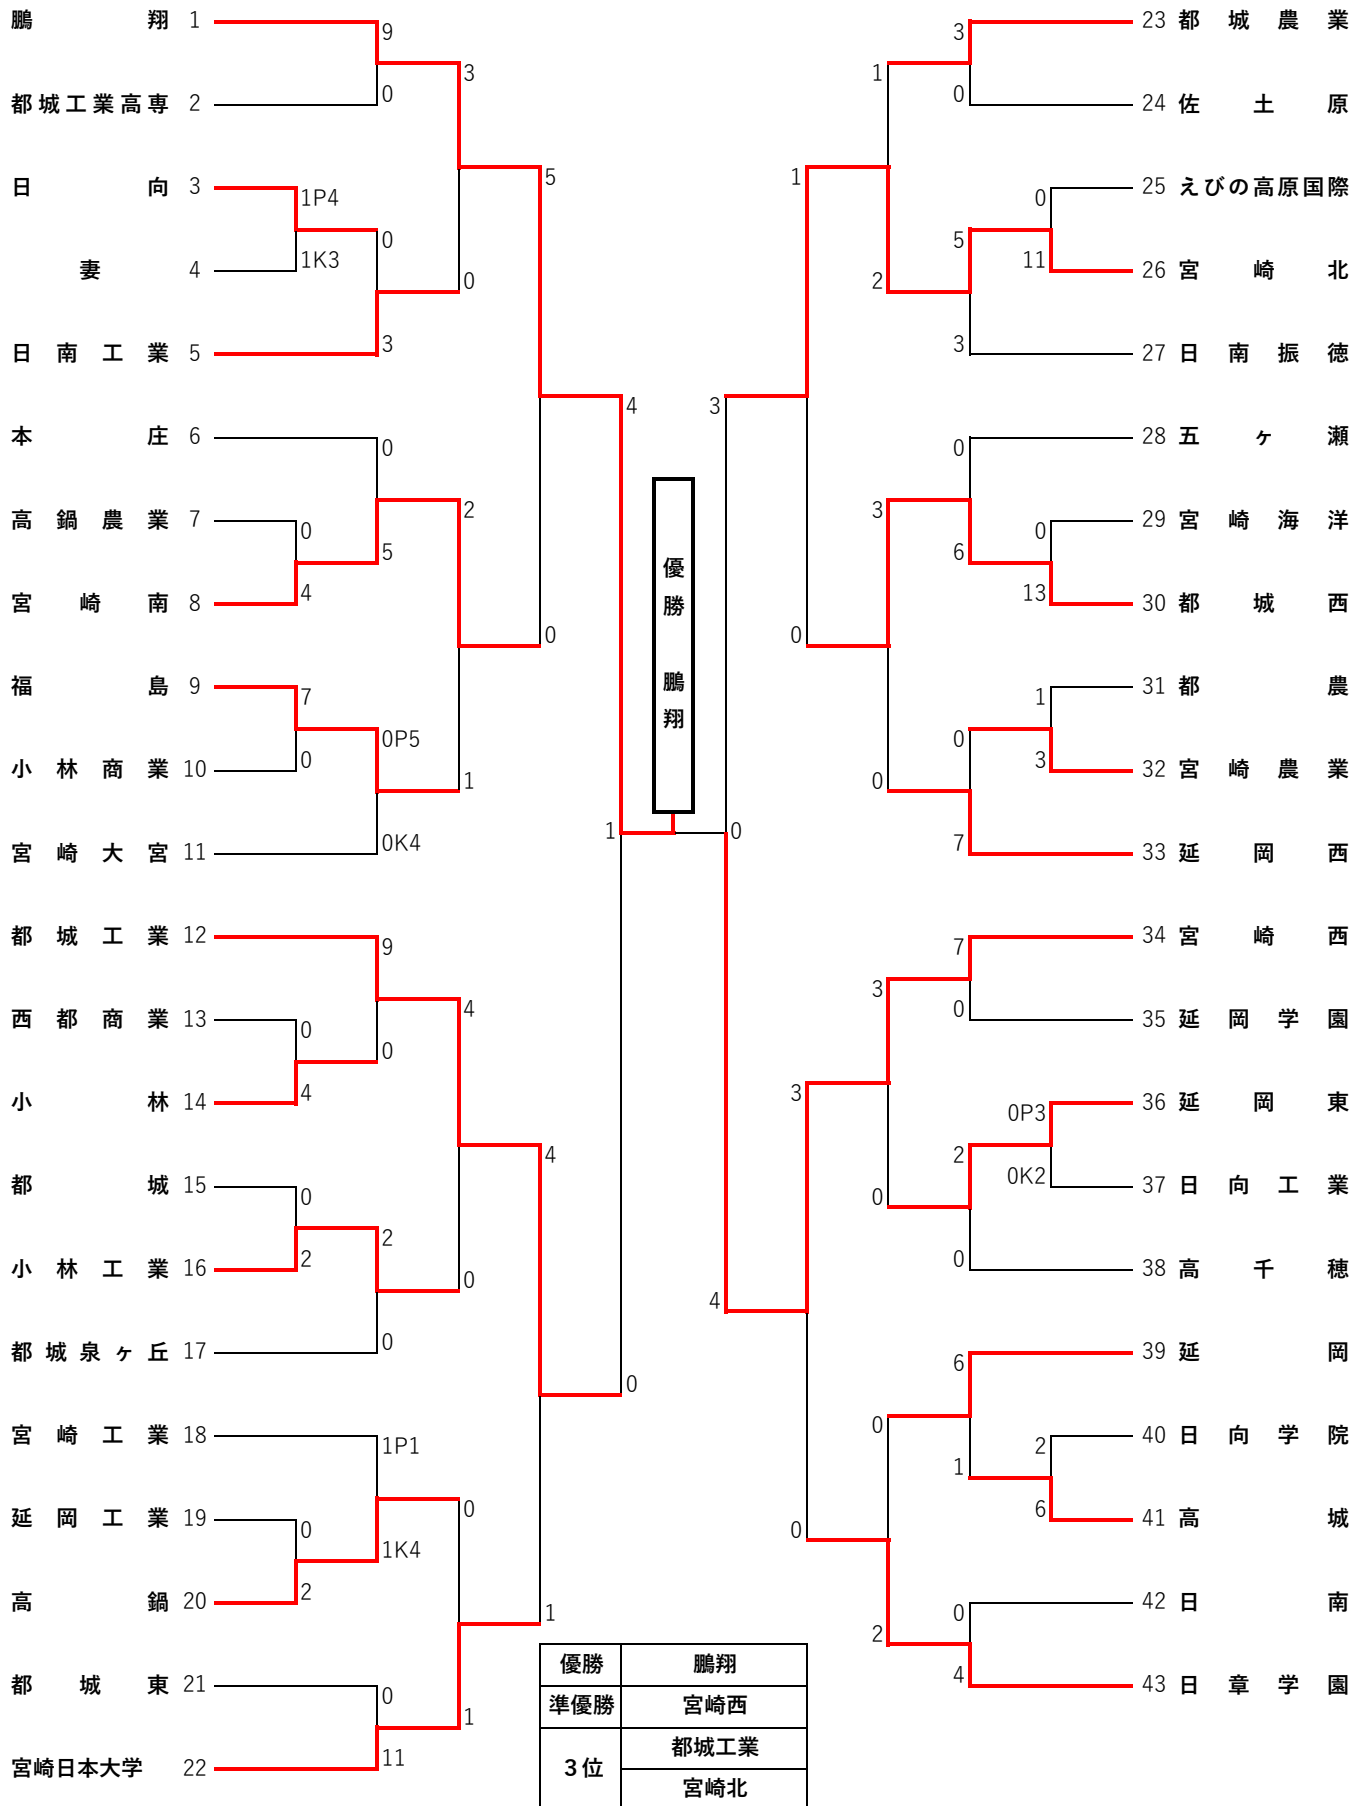 鵬翔 1
都城工業高専 2
日向 3
妻 4
日南工業 5
本庄 6
高鍋農業 7
宮崎南 8
福島 9
小林商業 10
宮崎大宮 11
都城工業 12
西都商業 13
小林 14
都城 15
小林工業 16
都城泉ヶ丘 17
宮崎工業 18
延岡工業 19
高鍋 20
都城東 21
宮崎日本大学 22
9
0
1P4
1K3
0
3
0
0
4
5
7
0
0P5
0K4
9
0
4
0
0
2
2
0
1P1
0
2
1K4
0
11
3
0
2
1
4
0
0
1
5
0
4
1
4
0
1
優勝 鵬翔
0
3
4
1
0
3
0
1
2
3
0
3
0
0
2
3
0
0
11
5
3
0
0
13
6
1
3
0
7
7
0
0P3
0K2
2
0
6
2
6
1
0
4
23 都城農業
24 佐土原
25 えびの高原国際
26 宮崎北
27 日南振徳
28 五ヶ瀬
29 宮崎海洋
30 都城西
31 都農
32 宮崎農業
33 延岡西
34 宮崎西
35 延岡学園
36 延岡東
37 日向工業
38 高千穂
39 延岡
40 日向学院
41 高城
42 日南
43 日章学園
優勝 鵬翔
準優勝 宮崎西
３位 都城工業
宮崎北